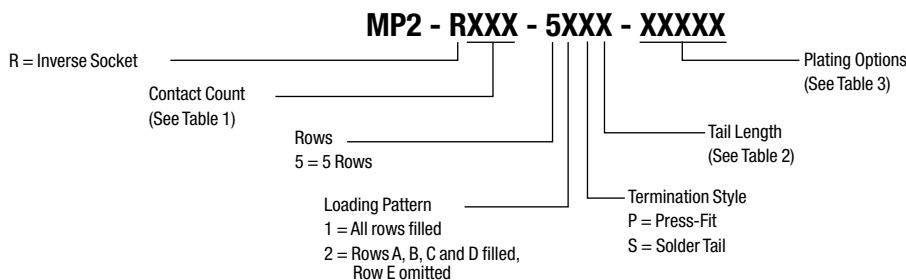 MP2 - RXXX - 5XXX - XXXXX
R = Inverse Socket
Plating Options
(See Table 3)
Contact Count
(See Table 1)
Rows
5 = 5 Rows
Tail Length
(See Table 2)
Loading Pattern
1 = All rows filled
2 = Rows A, B, C and D filled,
Row E omitted
Termination Style
P = Press-Fit
S = Solder Tail